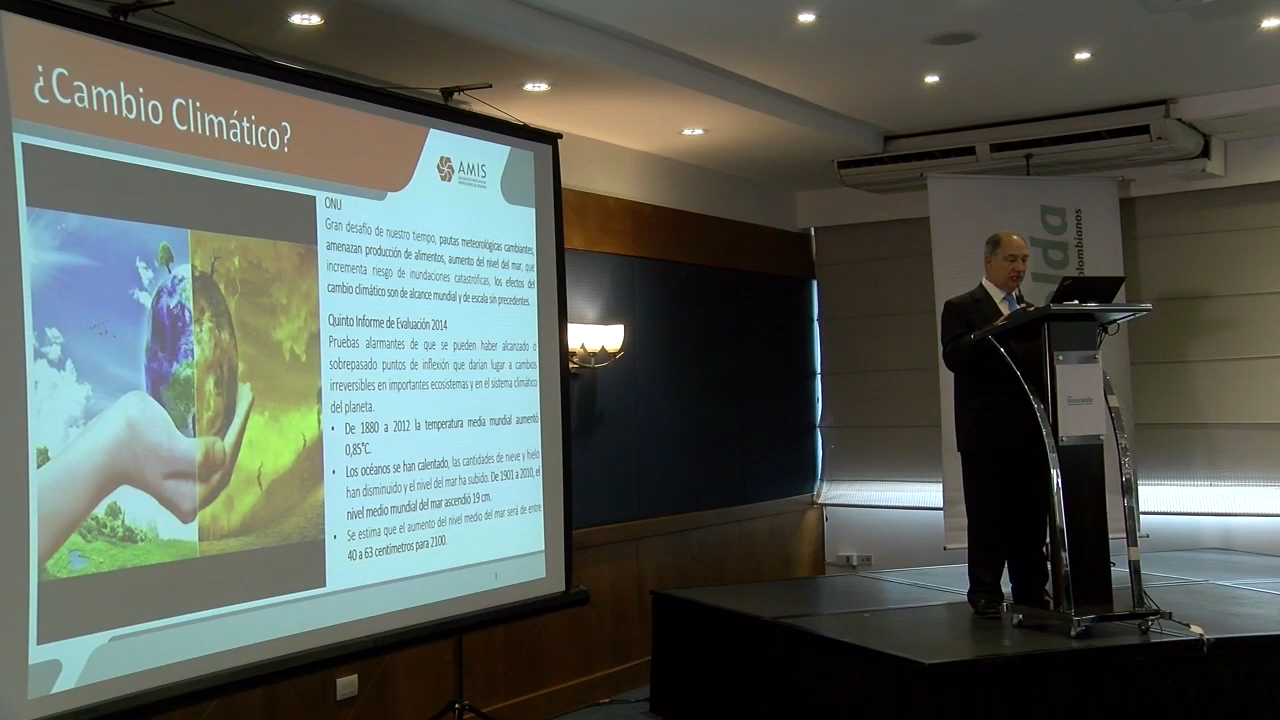 ¿Cambio Climático?
AMIS
ONU
Gran desafío de nuestro tiempo, pautas meteorológicas cambiantes,
amenazan producción de alimentos, aumento del nivel del mar, que
incrementa riesgo de inundaciones catastróficas, los efectos del
cambio climático son de alcance mundial y de escala sin precedentes.
Quinto Informe de Evaluación 2014
Pruebas alarmantes de que se pueden haber alcanzado o
sobrepasado puntos de inflexión que darían lugar a cambios
irreversibles en importantes ecosistemas y en el sistema climático
del planeta.
• De 1880 a 2012 la temperatura media mundial aumentó
0,85°C.
• Los océanos se han calentado, las cantidades de nieve y hielo
han disminuido y el nivel del mar ha subido. De 1901 a 2010, el
nivel medio mundial del mar ascendió 19 cm.
• Se estima que el aumento del nivel medio del mar será de entre
40 a 63 centímetros para 2100.
3
lda
olombianos